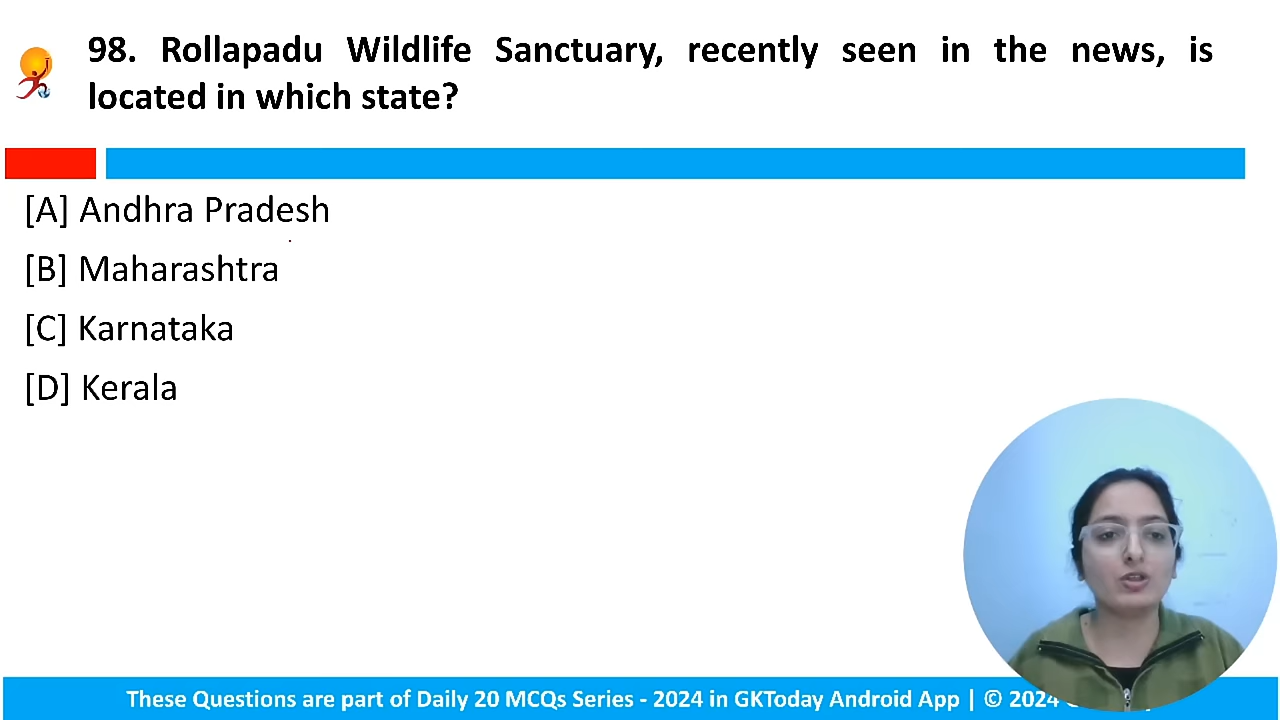 98. Rollapadu Wildlife Sanctuary, recently seen in the news, is
located in which state?
[A] Andhra Pradesh
[B] Maharashtra
[C] Karnataka
[D] Kerala
These Questions are part of Daily 20 MCQs Series - 2024 in GKToday Android App | © 2024